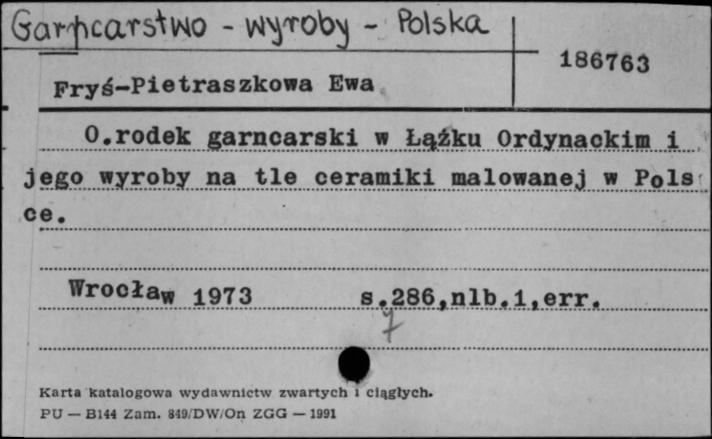 Garncarstwo - wyroby - Polska
186763
Fryś-Pietraszkowa Ewa
O.rodek garncarski w Łążku Ordynackim i
jego wyroby na tle ceramiki malowanej w Pols
ce.
Wrocław 1973 s.286,nlb.1,err.
7
Karta katalogowa wydawnictw zwartych i ciągłych.
PU — B144 Zam. 849/DW/On ZGG — 1991